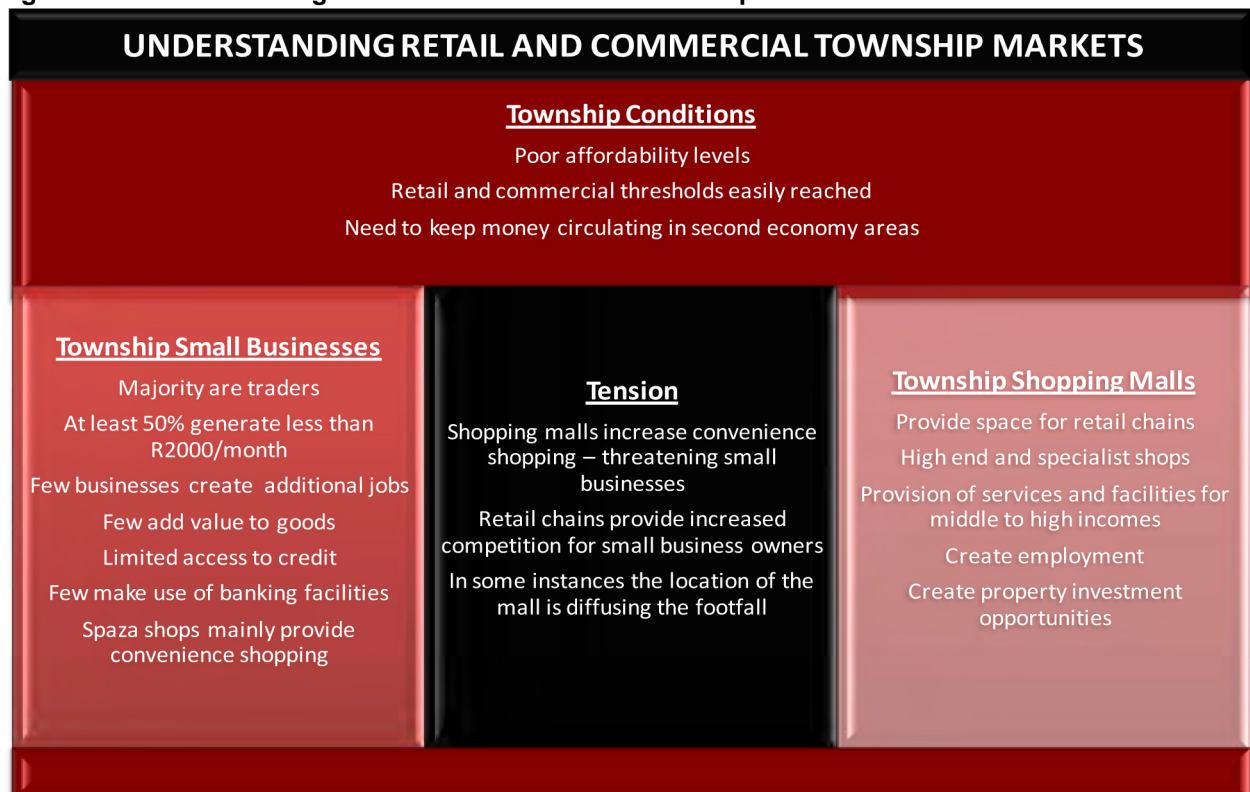 UNDERSTANDING RETAIL AND COMMERCIAL TOWNSHIP MARKETS
Township Conditions
Poor affordability levels
Retail and commercial thresholds easily reached
Need to keep money circulating in second economy areas
Township Small Businesses
Majority are traders
At least 50% generate less than
R2000/month
Few businesses create additional jobs
Few add value to goods
Limited access to credit
Few make use of banking facilities
Spaza shops mainly provide
convenience shopping
Tension
Shopping malls increase convenience
shopping – threatening small
businesses
Retail chains provide increased
competition for small business owners
In some instances the location of the
mall is diffusing the footfall
Township Shopping Malls
Provide space for retail chains
High end and specialist shops
Provision of services and facilities for
middle to high incomes
Create employment
Create property investment
opportunities